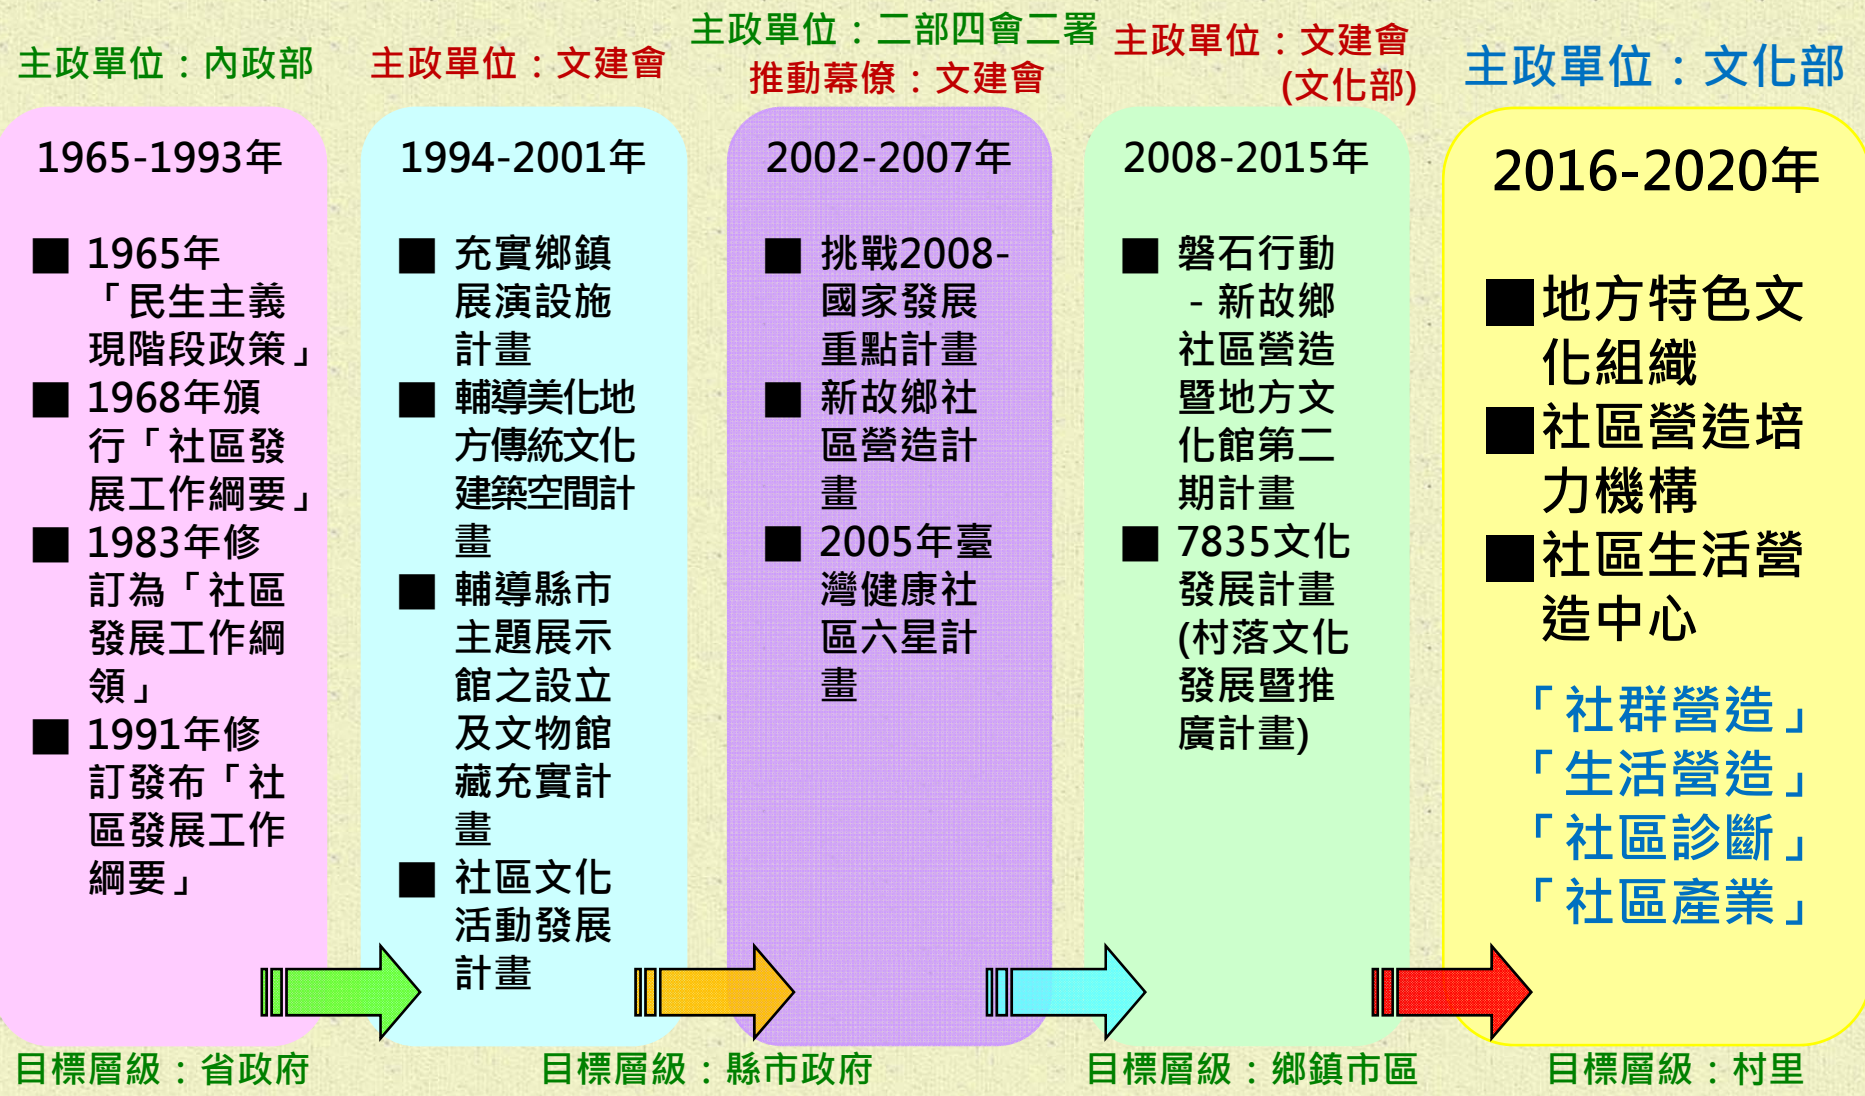 主政單位：內政部
1965-1993年
■ 1965年
「民生主義
現階段政策」
■ 1968年頒
行「社區發
展工作綱要」
■ 1983年修
訂為「社區
發展工作綱
領」
■ 1991年修
訂發布「社
區發展工作
綱要」
主政單位：文建會
1994-2001年
■ 充實鄉鎮
展演設施
計畫
■ 輔導美化地
方傳統文化
建築空間計
畫
■ 輔導縣市
主題展示
館之設立
及文物館
藏充實計
畫
■ 社區文化
活動發展
計畫
主政單位：二部四會二署
推動幕僚：文建會
2002-2007年
■ 挑戰2008-
國家發展
重點計畫
■ 新故鄉社
區營造計
畫
■ 2005年臺
灣健康社
區六星計
畫
主政單位：文建會
(文化部)
2008-2015年
■ 磐石行動
－新故鄉
社區營造
暨地方文
化館第二
期計畫
■ 7835文化
發展計畫
(村落文化
發展暨推
廣計畫)
主政單位：文化部
2016-2020年
■地方特色文
化組織
■社區營造培
力機構
■社區生活營
造中心
「社群營造」
「生活營造」
「社區診斷」
「社區產業」
目標層級：省政府
目標層級：縣市政府
目標層級：鄉鎮市區
目標層級：村里